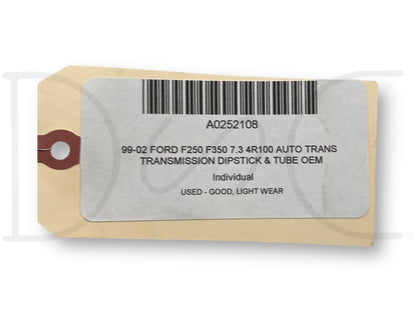 A0252108
99-02 FORD F250 F350 7.3 4R100 AUTO TRANS
TRANSMISSION DIPSTICK & TUBE OEM
Individual
USED - GOOD, LIGHT WEAR